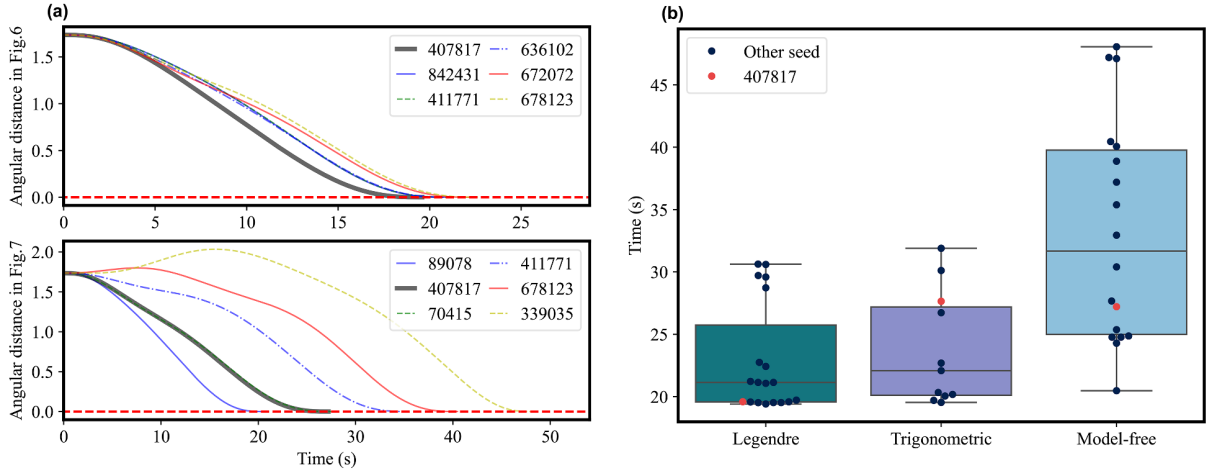 (a)
Angular distance in Fig.6
1.5
1.0
0.5
0.0
407817
842431
411771
636102
672072
678123
0 5 10 15 20 25
Angular distance in Fig.7
2.0
1.5
1.0
0.5
0.0
89078
407817
70415
411771
678123
339035
0 10 20 30 40 50
Time (s)
(b)
Time (s)
45
40
35
30
25
20
Other seed
407817
Legendre Trigonometric Model-free